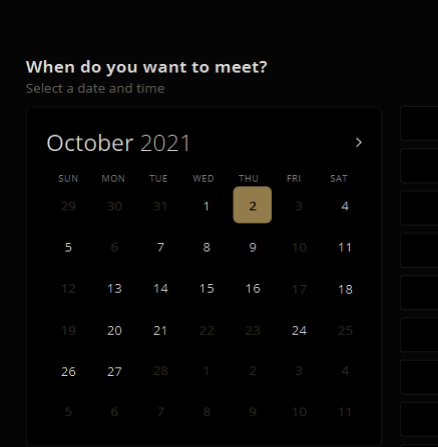 When do you want to meet?
Select a date and time
October 2021 >
SUN MON TUE WED THU FRI SAT
29 30 31 1 2 3 4
5 6 7 8 9 10 11
12 13 14 15 16 17 18
19 20 21 22 23 24 25
26 27 28 1 2 3 4
5 6 7 8 9 10 11